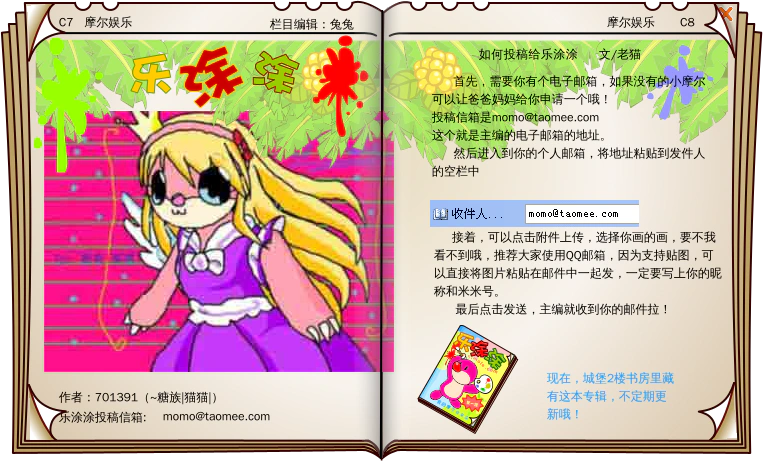 C7 摩尔娱乐
栏目编辑：兔兔
乐涂涂
作者：701391（~糖族|猫猫|）
乐涂涂投稿信箱: momo@taomee.com
摩尔娱乐 C8
如何投稿给乐涂涂 文/老猫
首先，需要你有个电子邮箱，如果没有的小摩尔
可以让爸爸妈妈给你申请一个哦！
投稿信箱是momo@taomee.com
这个就是主编的电子邮箱的地址。
然后进入到你的个人邮箱，将地址粘贴到发件人
的空栏中
收件人... momo@taomee.com
接着，可以点击附件上传，选择你画的画，要不我
看不到哦，推荐大家使用QQ邮箱，因为支持贴图，可
以直接将图片粘贴在邮件中一起发，一定要写上你的昵
称和米米号。
最后点击发送，主编就收到你的邮件拉！
乐涂涂
现在，城堡2楼书房里藏
有这本专辑，不定期更
新哦！